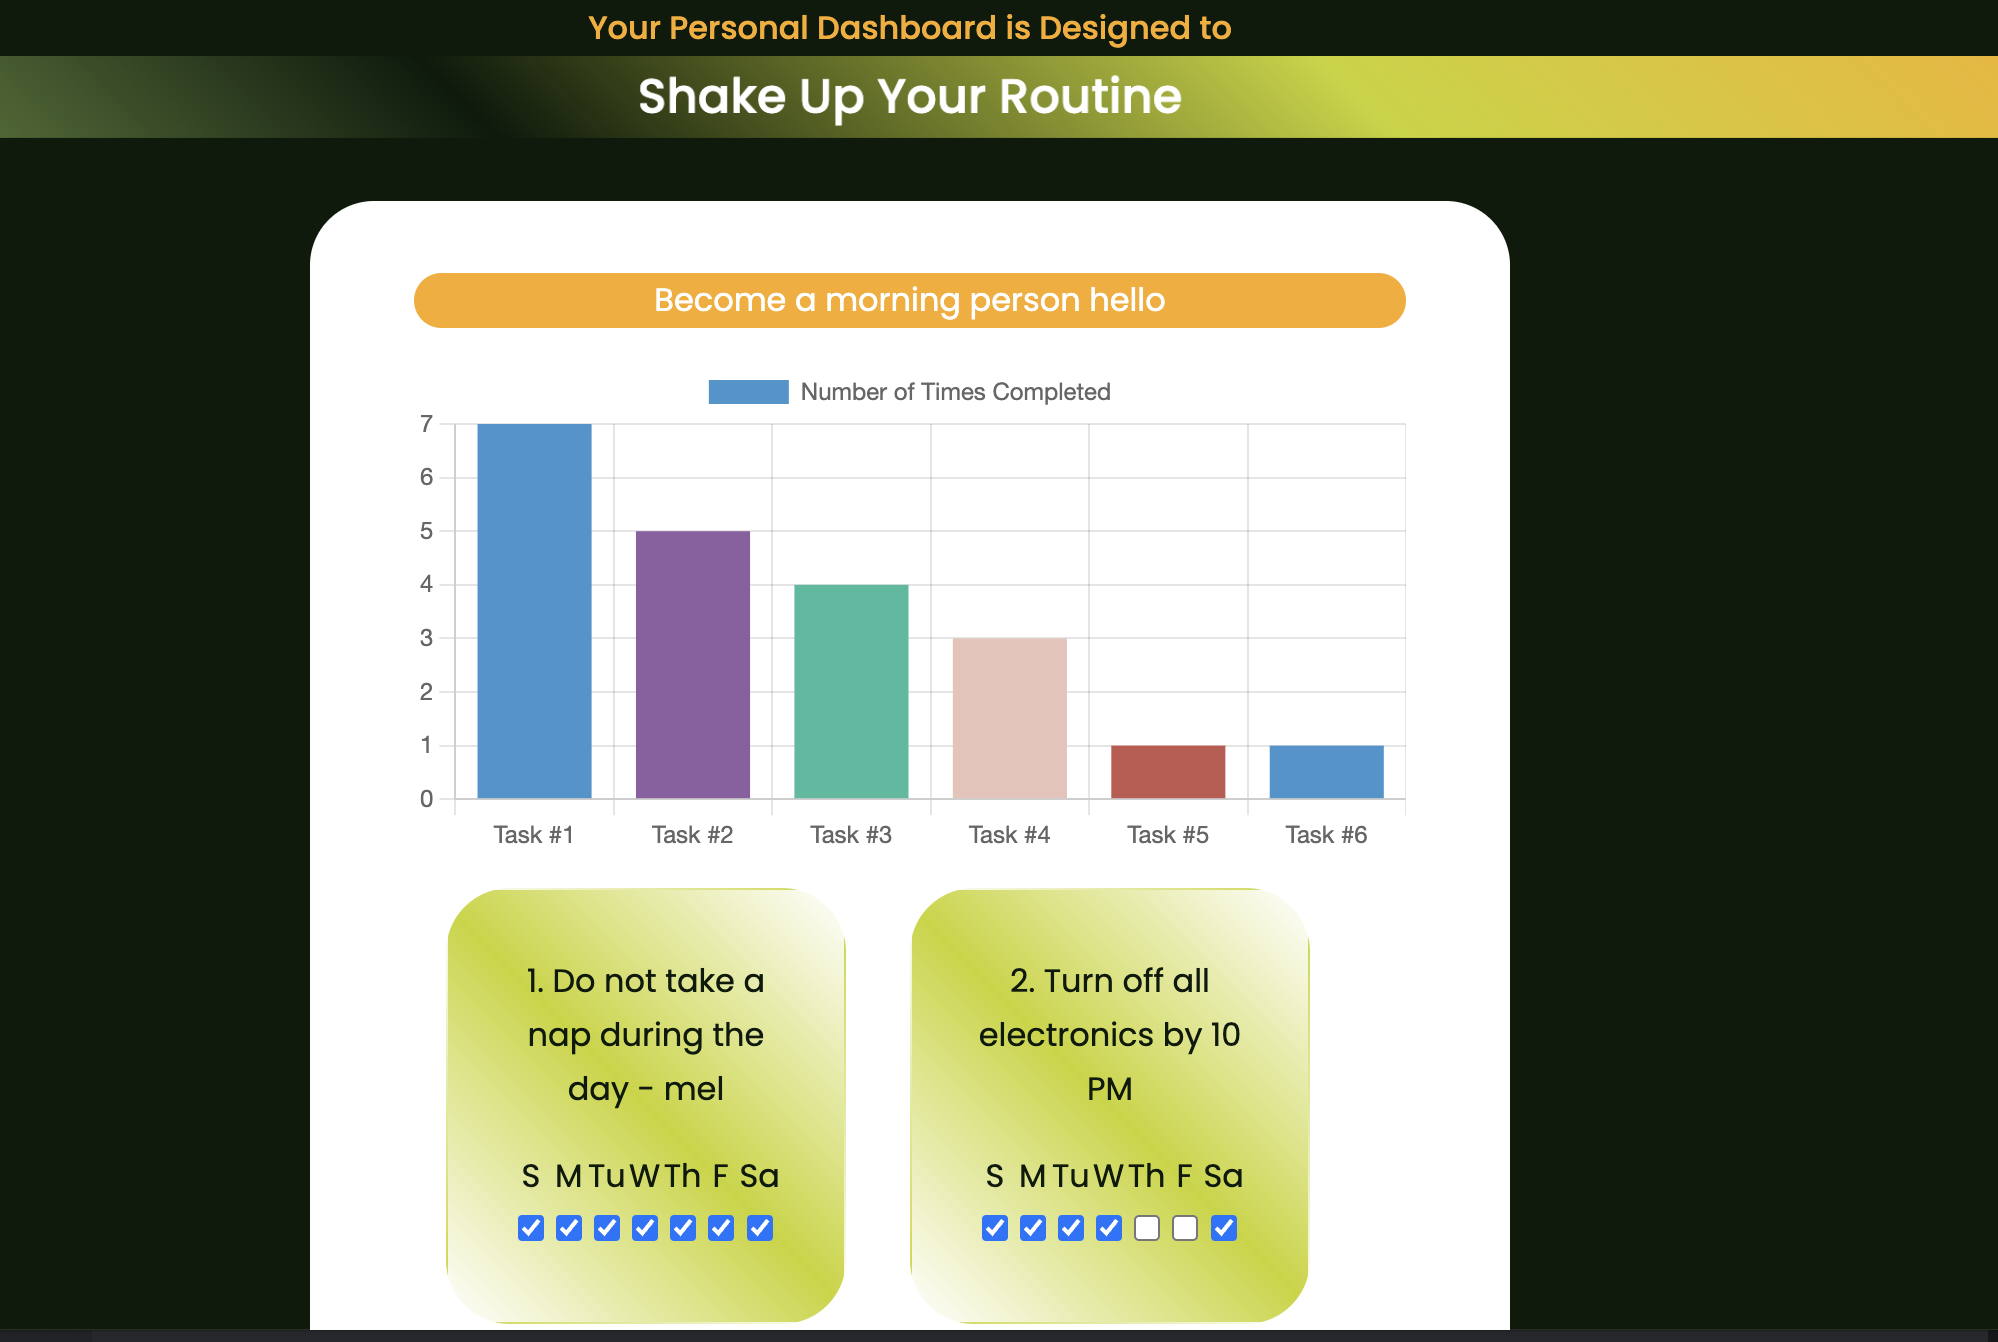 Your Personal Dashboard is Designed to
Shake Up Your Routine
Become a morning person hello
Number of Times Completed
7
6
5
4
3
2
1
0
Task #1 Task #2 Task #3 Task #4 Task #5 Task #6
1. Do not take a
nap during the
day - mel
S M Tu W Th F Sa
2. Turn off all
electronics by 10
PM
S M Tu W Th F Sa